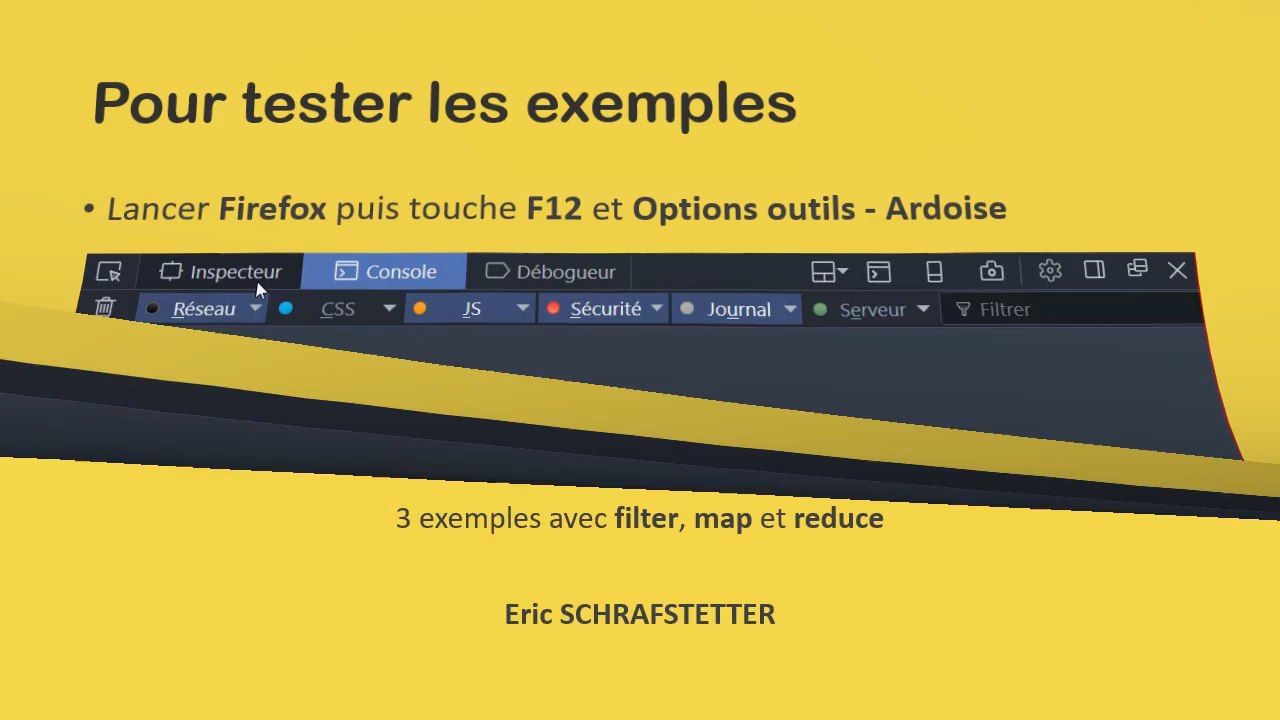 Pour tester les exemples
• Lancer Firefox puis touche F12 et Options outils - Ardoise
Inspecteur Console Débogueur
Réseau CSS JS Sécurité Journal Serveur Filtrer
3 exemples avec filter, map et reduce
Eric SCHRAFSTETTER